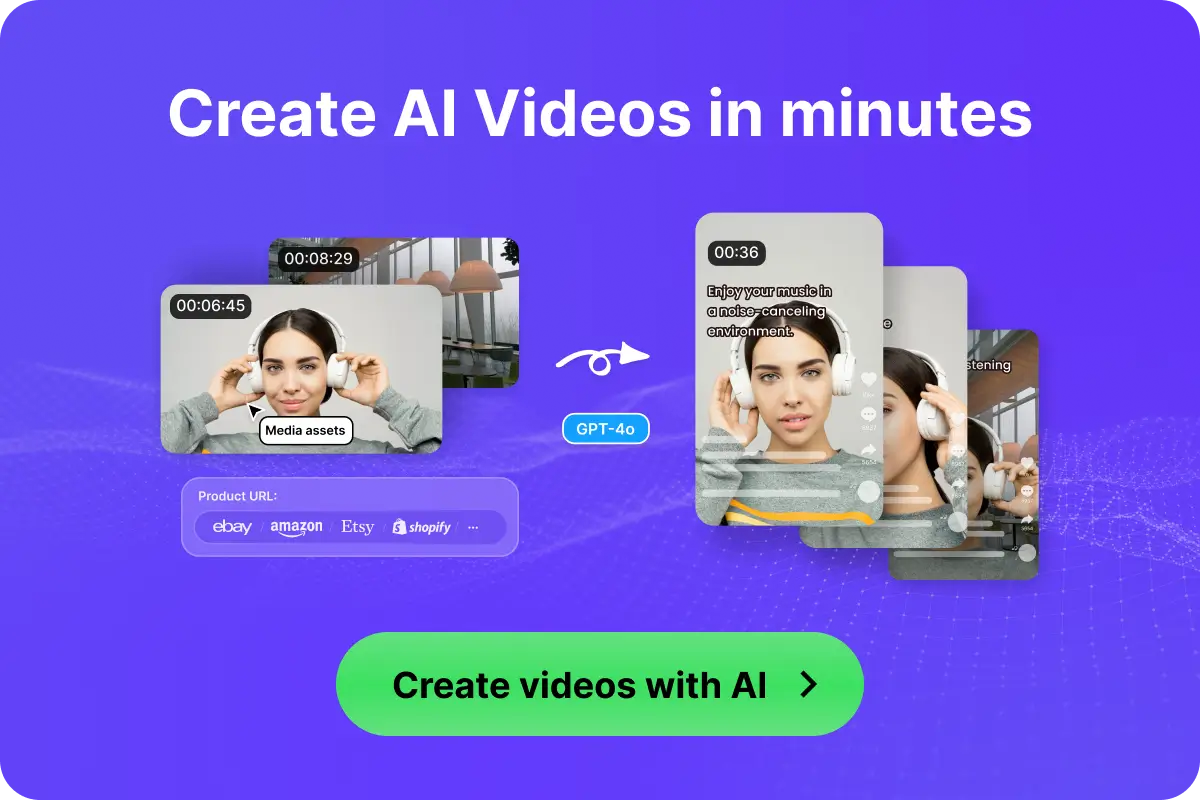 Create AI Videos in minutes
00:08:29
00:06:45
Media assets
Product URL:
ebay / amazon / Etsy / shopify / ...
GPT-4o
00:36
Enjoy your music in
a noise-canceling
environment.
e
stening
Create videos with AI